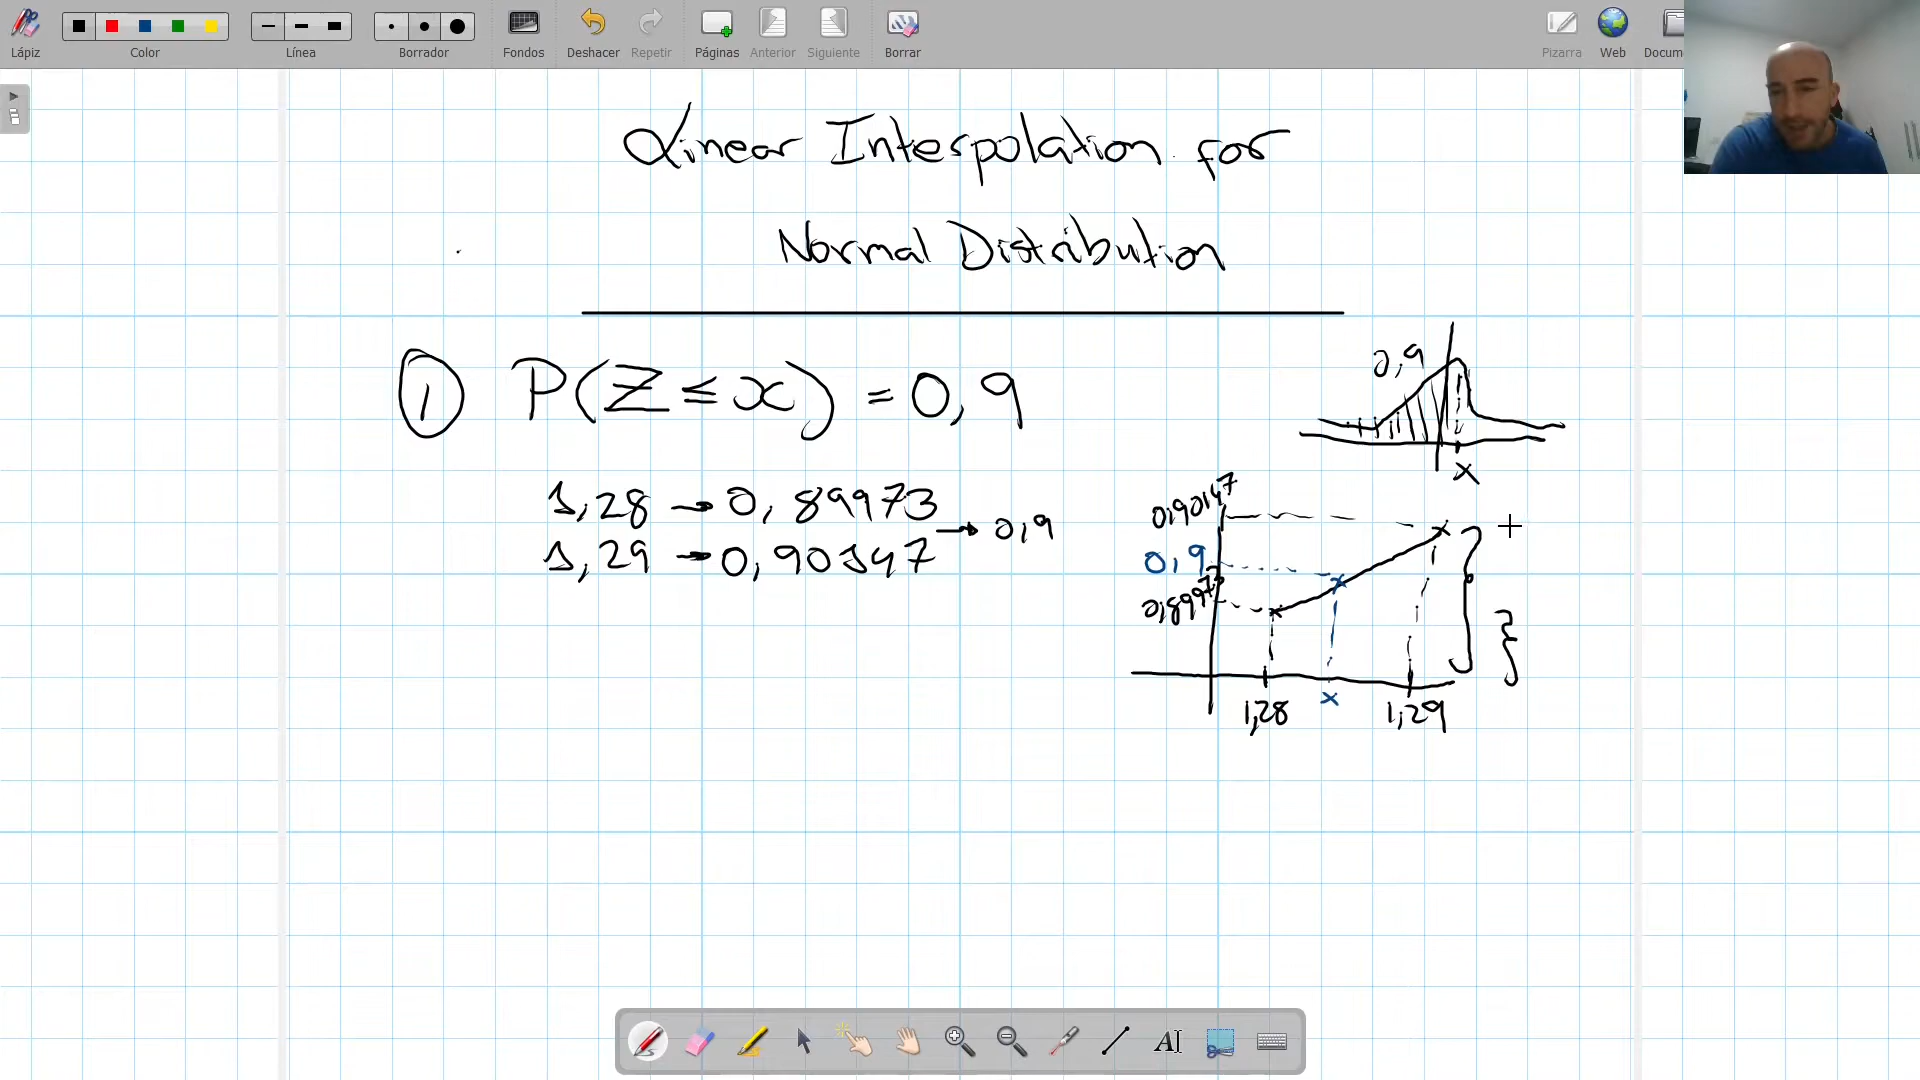 Lápiz Color Línea Borrador Fondos Deshacer Repetir Páginas Anterior Siguiente Borrar Pizarra Web Docum
Linear Interpolation for
Normal Distribution
1 P(Z ≤ x) = 0,9
0,9
x
1,28 → 0,89973
→ 0,9
1,29 → 0,90147
0,90147
0,9
0,8997
1,28 x 1,29